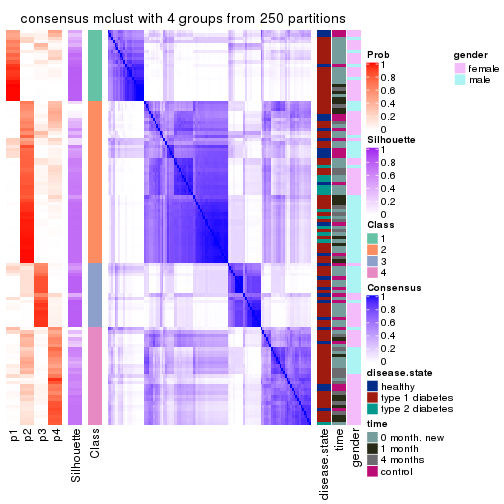 consensus mclust with 4 groups from 250 partitions
p1
p2
p3
p4
Silhouette
Class
disease.state
time
gender
Prob
1
0.8
0.6
0.4
0.2
0
Silhouette
1
0.8
0.6
0.4
0.2
0
Class
1
2
3
4
Consensus
1
0.8
0.6
0.4
0.2
0
disease.state
healthy
type 1 diabetes
type 2 diabetes
time
0 month. new
1 month
4 months
control
gender
female
male